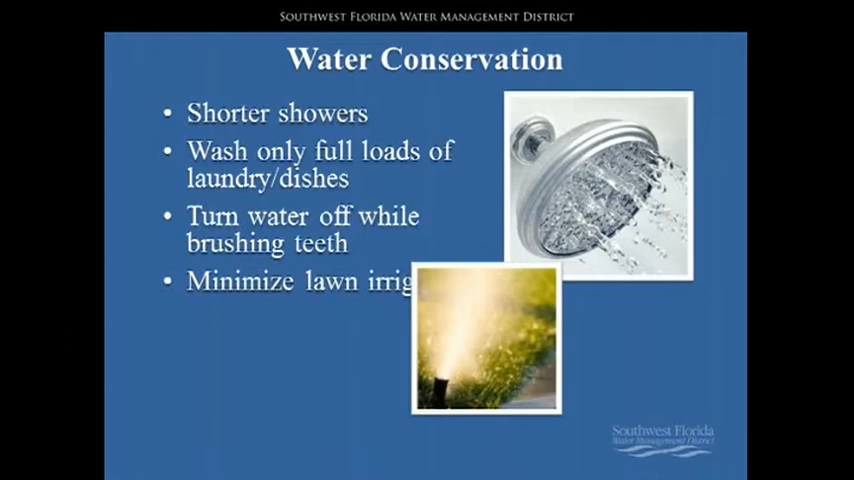 Southwest Florida Water Management District
Water Conservation
• Shorter showers
• Wash only full loads of
laundry/dishes
• Turn water off while
brushing teeth
• Minimize lawn irrig
Southwest Florida
Water Management District